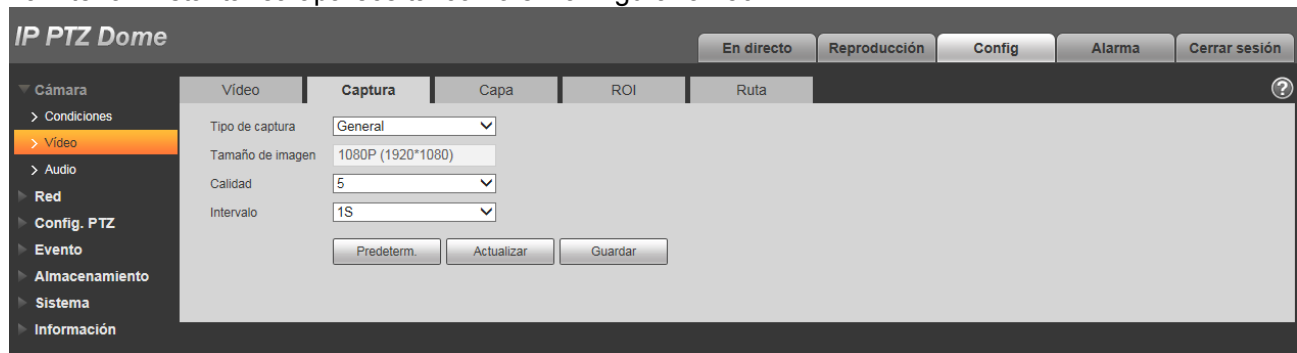 IP PTZ Dome
En directo
Reproducción
Config
Alarma
Cerrar sesión
Cámara
Condiciones
Vídeo
Audio
Red
Config. PTZ
Evento
Almacenamiento
Sistema
Información
Vídeo
Captura
Capa
ROI
Ruta
?
Tipo de captura General
Tamaño de imagen 1080P (1920*1080)
Calidad 5
Intervalo 1S
Predeterm. Actualizar Guardar